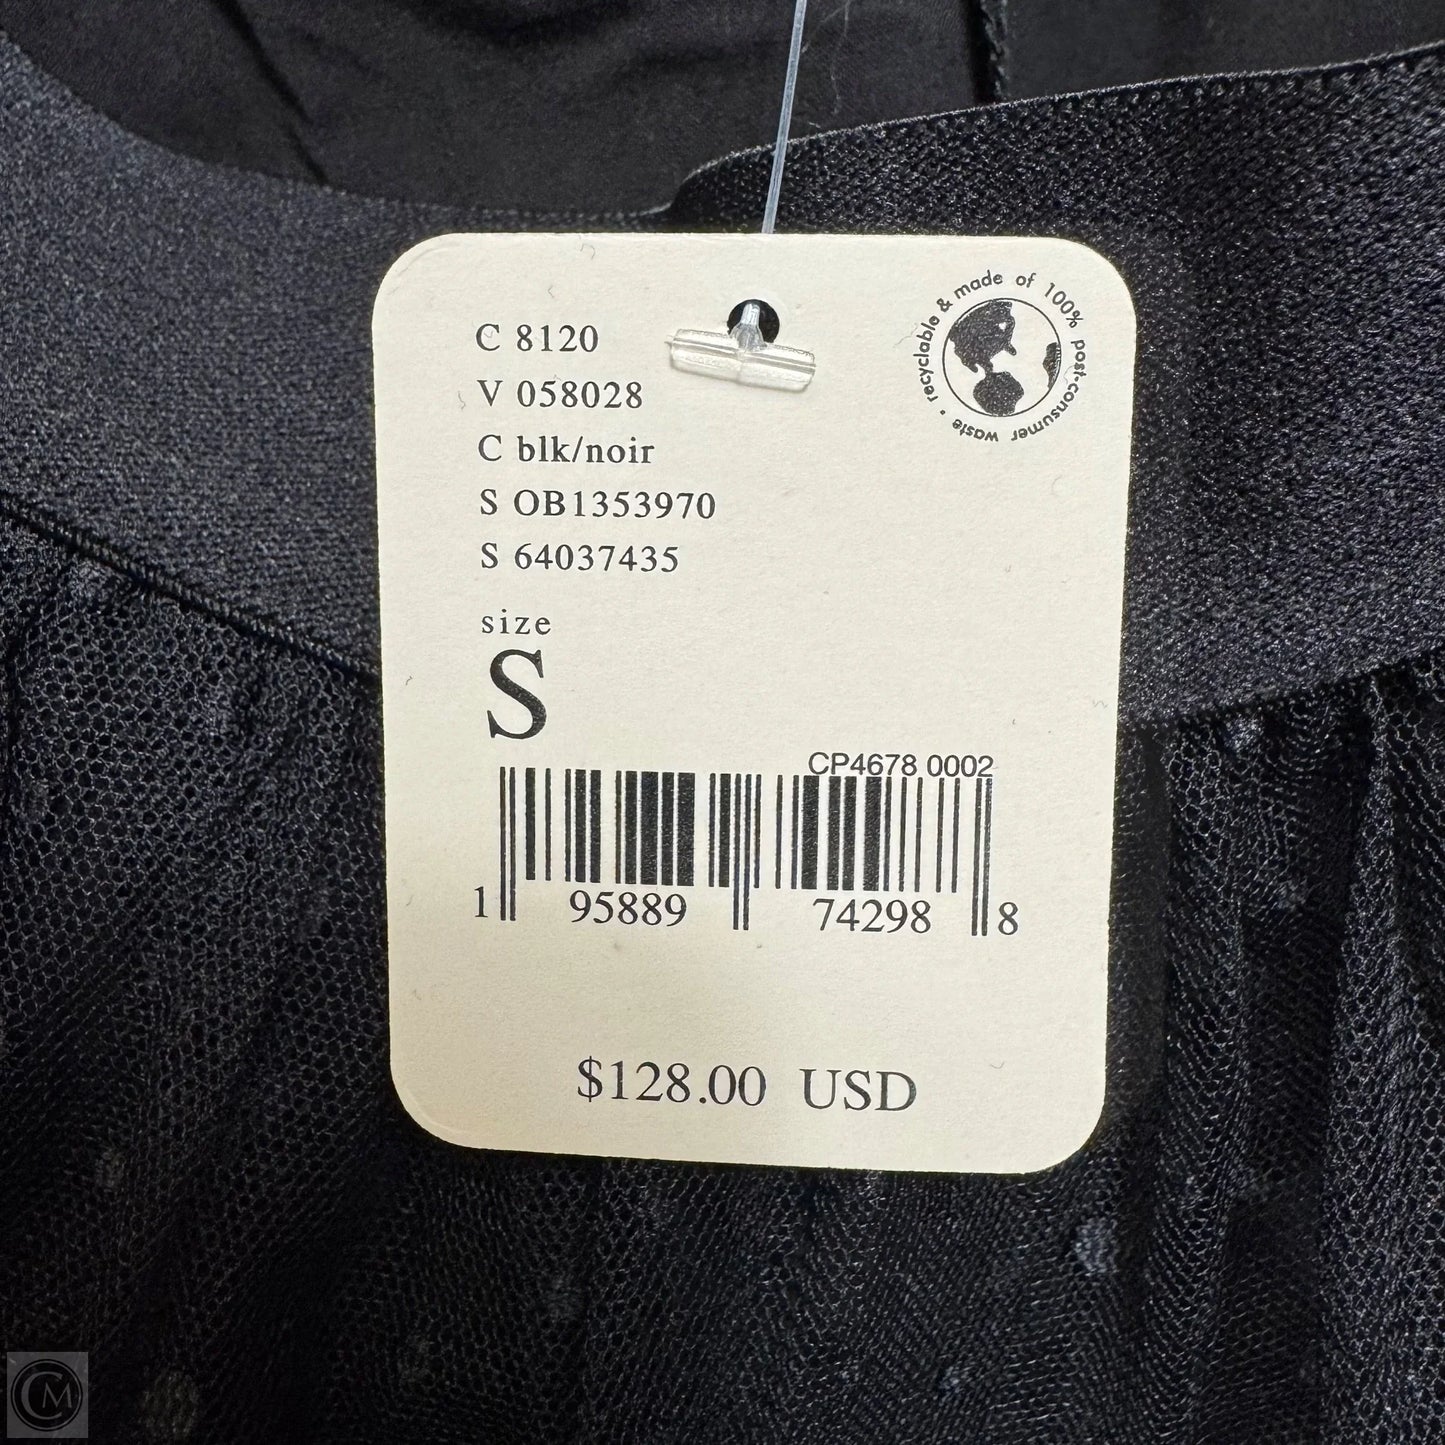 C 8120
V 058028
C blk/noir
S OB1353970
S 64037435
recyclable & made of 100% post-consumer waste •
size
S
CP4678 0002
1 95889 74298 8
$128.00 USD
CM